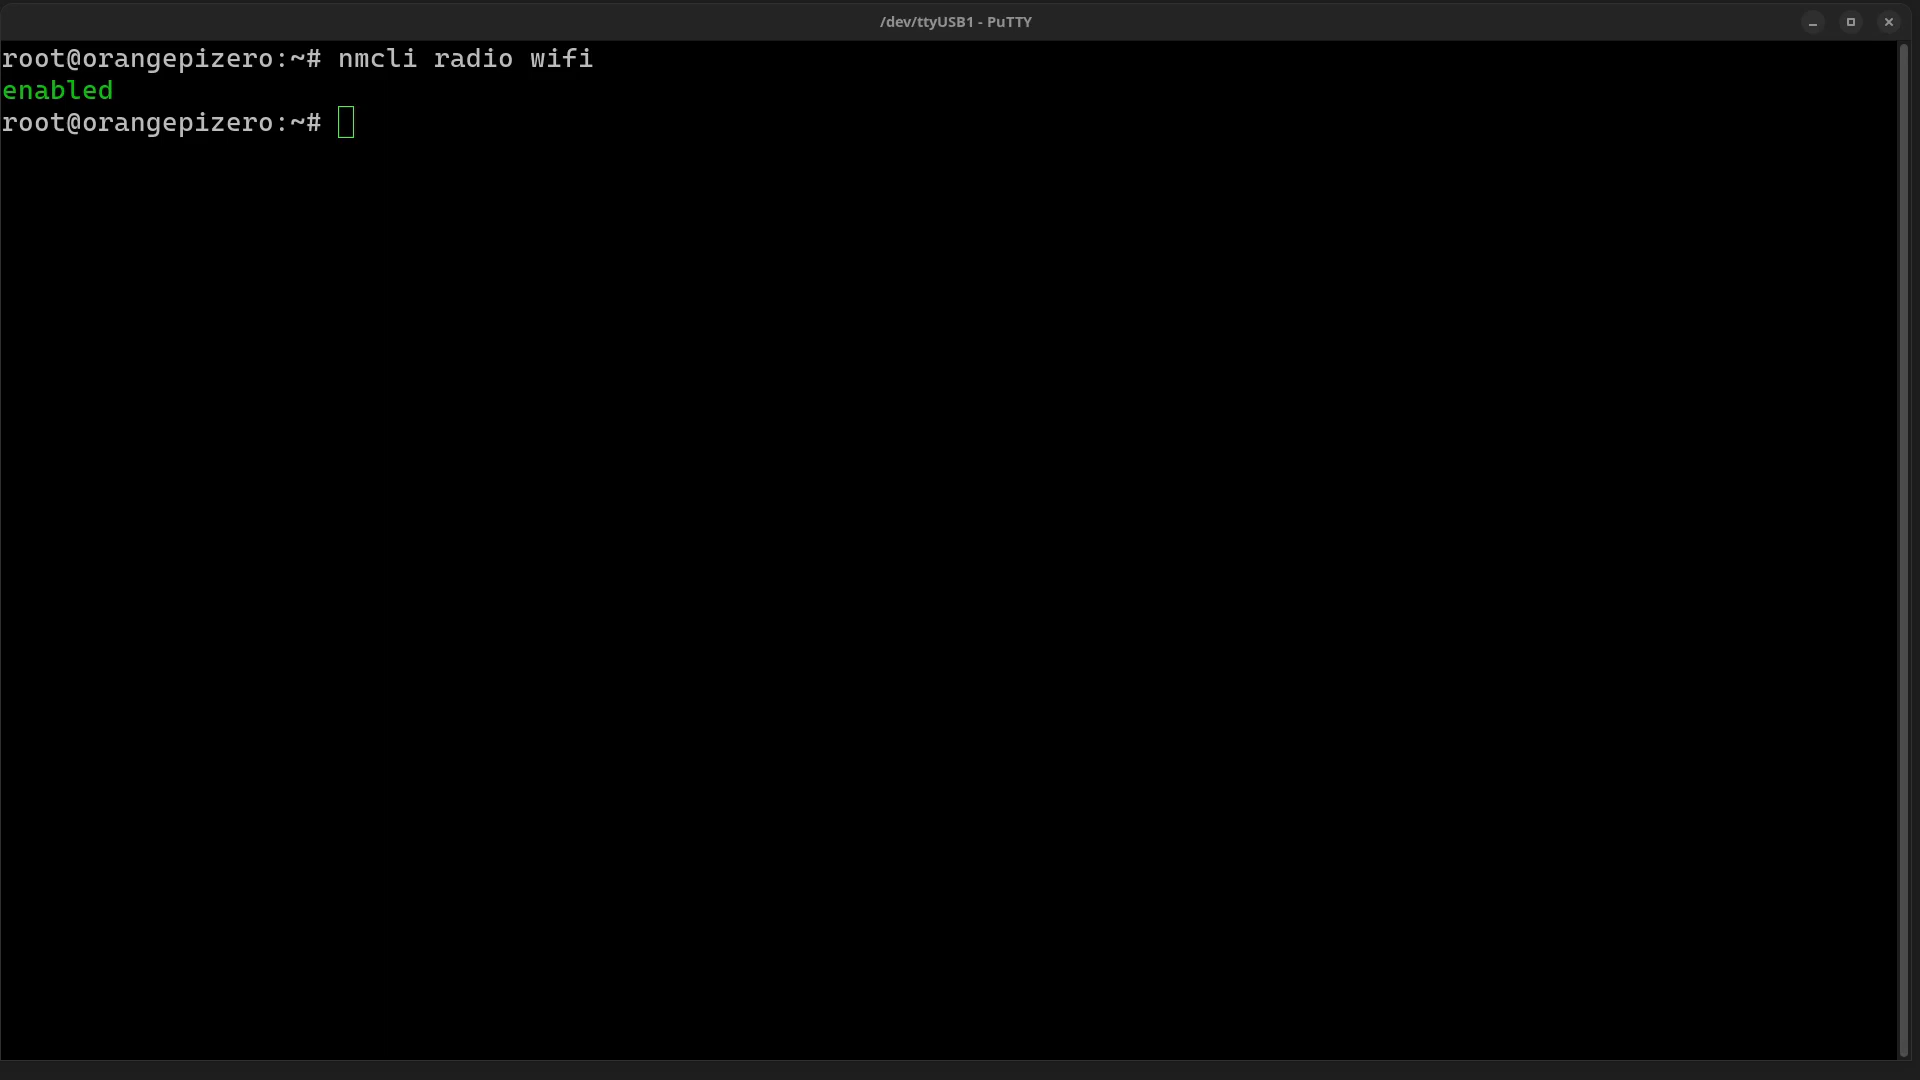 /dev/ttyUSB1 - PuTTY
root@orangepizero:~# nmcli radio wifi
enabled
root@orangepizero:~#